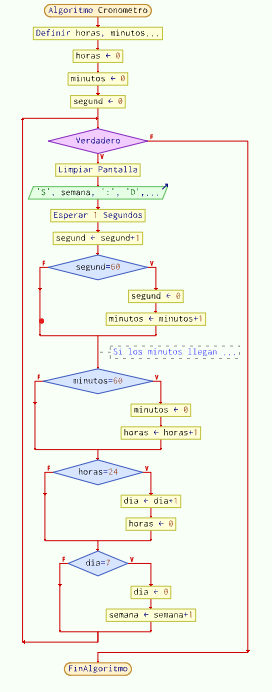 Algoritmo Cronometro
Definir horas, minutos...
horas ← 0
minutos ← 0
segund ← 0
Verdadero
F
V
Limpiar Pantalla
'S', semana, ':', 'D',...
Esperar 1 Segundos
segund ← segund+1
F
segund=60
V
segund ← 0
minutos ← minutos+1
Si los minutos llegan ...
F
minutos=60
V
minutos ← 0
horas ← horas+1
F
horas=24
V
dia ← dia+1
horas ← 0
F
dia=7
V
dia ← 0
semana ← semana+1
FinAlgoritmo